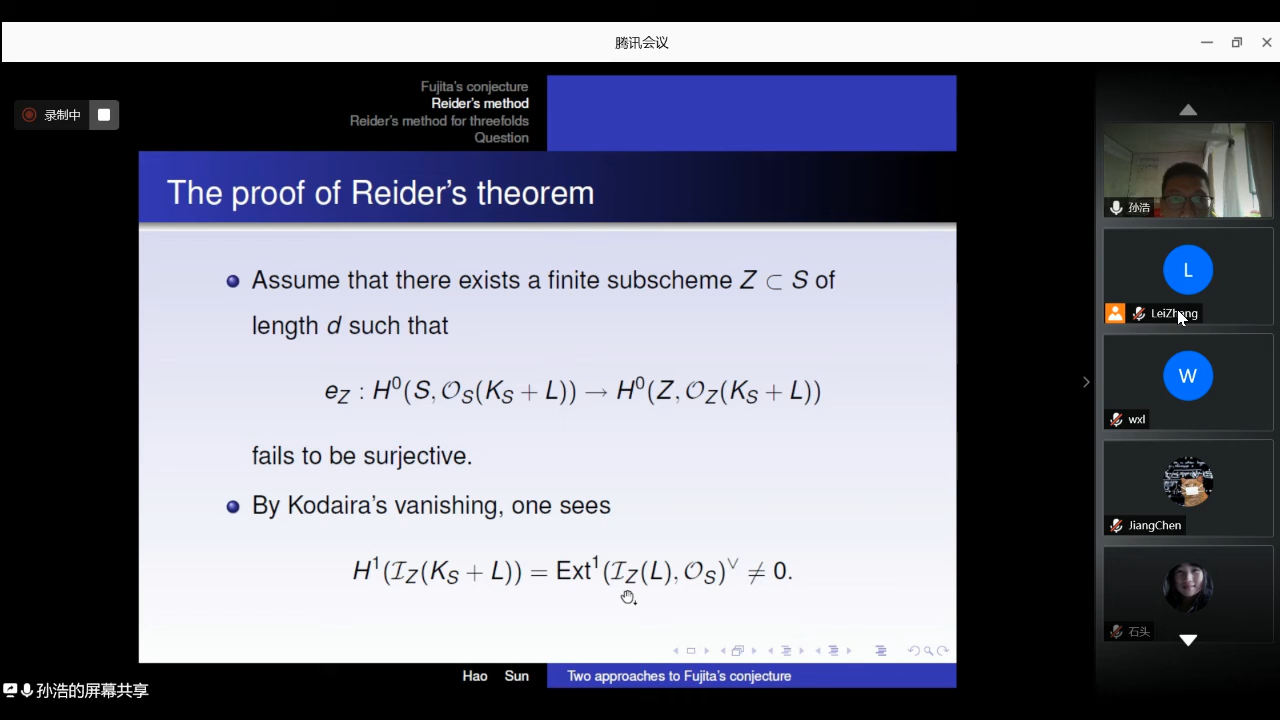 腾讯会议
录制中
Fujita's conjecture
Reider's method
Reider's method for threefolds
Question
The proof of Reider's theorem
Assume that there exists a finite subscheme Z ⊂ S of
length d such that
e_Z : H^0(S, 𝒪_S(K_S + L)) → H^0(Z, 𝒪_Z(K_S + L))
fails to be surjective.
By Kodaira's vanishing, one sees
H^1(ℐ_Z(K_S + L)) = Ext^1(ℐ_Z(L), 𝒪_S)^∨ ≠ 0.
Hao Sun
Two approaches to Fujita's conjecture
孙浩的屏幕共享
孙浩
L
LeiZhang
W
wxl
JiangChen
石头